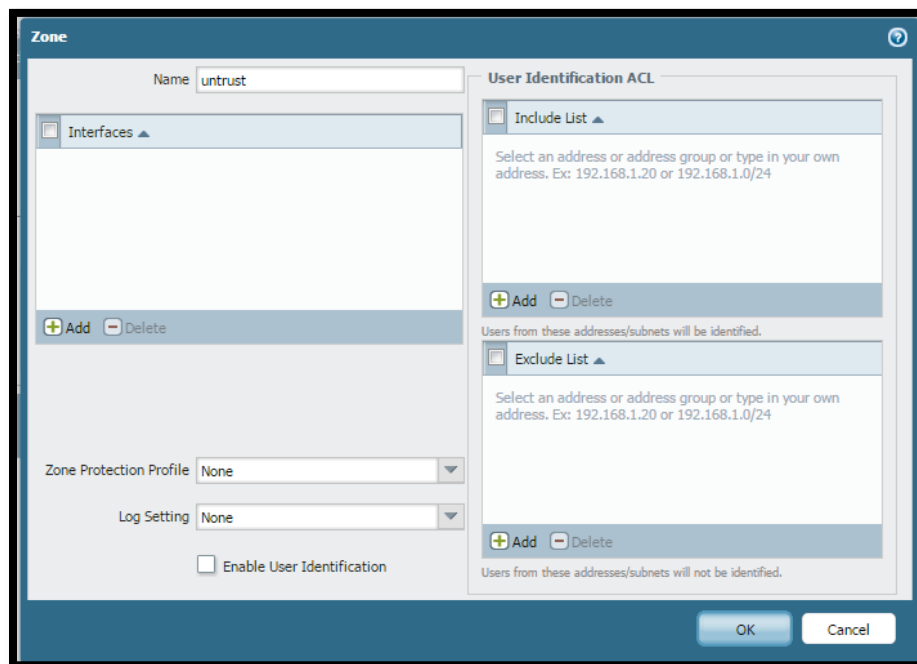 Zone
Name untrust
Interfaces
Add Delete
Zone Protection Profile None
Log Setting None
Enable User Identification
User Identification ACL
Include List
Select an address or address group or type in your own
address. Ex: 192.168.1.20 or 192.168.1.0/24
Add Delete
Users from these addresses/subnets will be identified.
Exclude List
Select an address or address group or type in your own
address. Ex: 192.168.1.20 or 192.168.1.0/24
Add Delete
Users from these addresses/subnets will not be identified.
OK Cancel